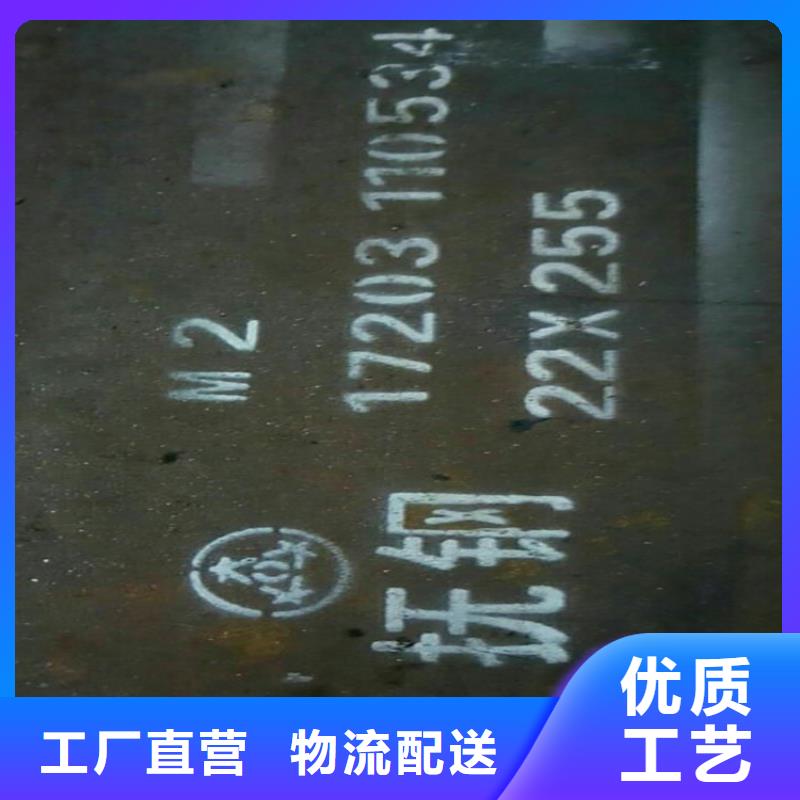 抚钢
M2
17203 110534
22X255
优质
工艺
工厂直营 物流配送